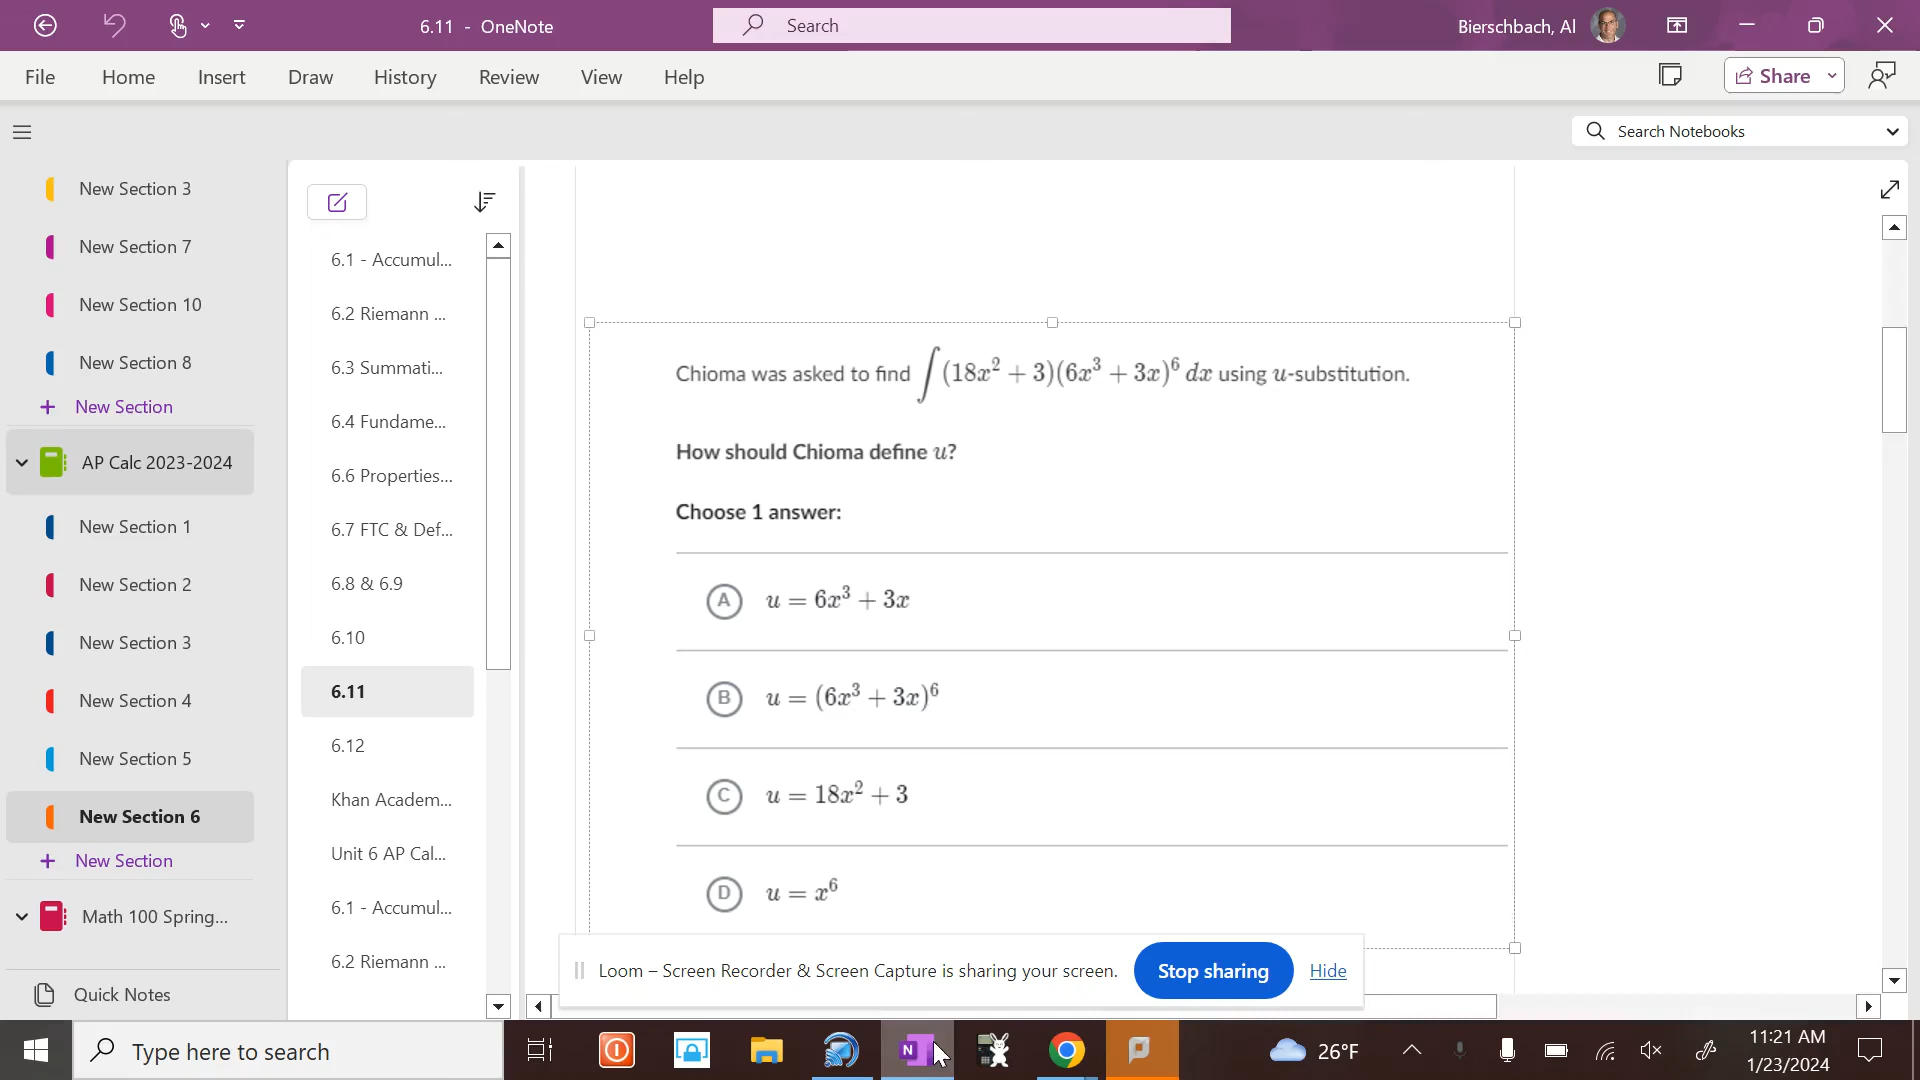 6.11 - OneNote
Search
Bierschbach, Al
File Home Insert Draw History Review View Help
Share
Search Notebooks
New Section 3
New Section 7
New Section 10
New Section 8
+ New Section
AP Calc 2023-2024
New Section 1
New Section 2
New Section 3
New Section 4
New Section 5
New Section 6
+ New Section
Math 100 Spring...
Quick Notes
6.1 - Accumul...
6.2 Riemann ...
6.3 Summati...
6.4 Fundame...
6.6 Properties...
6.7 FTC & Def...
6.8 & 6.9
6.10
6.11
6.12
Khan Academ...
Unit 6 AP Cal...
6.1 - Accumul...
6.2 Riemann ...
Chioma was asked to find ∫(18x² + 3)(6x³ + 3x)⁶ dx using u-substitution.
How should Chioma define u?
Choose 1 answer:
A u = 6x³ + 3x
B u = (6x³ + 3x)⁶
C u = 18x² + 3
D u = x⁶
Loom – Screen Recorder & Screen Capture is sharing your screen. Stop sharing Hide
Type here to search
N
26°F
11:21 AM
1/23/2024